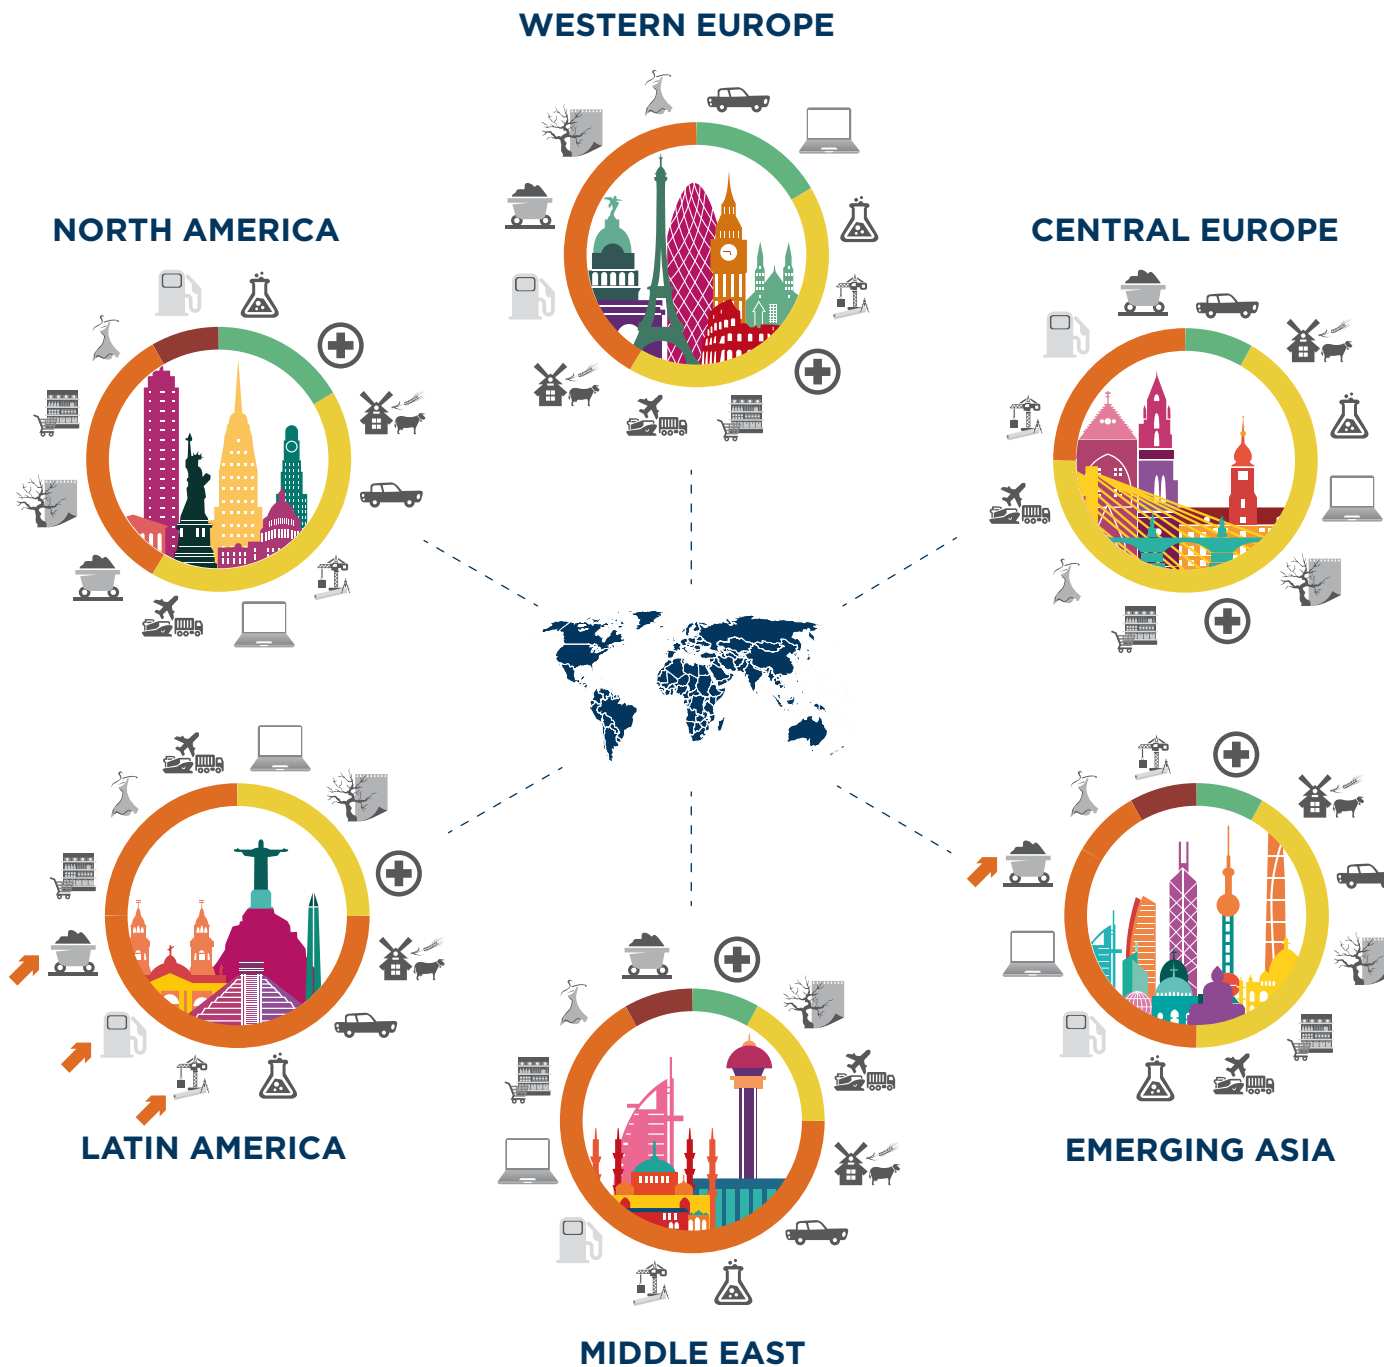 WESTERN EUROPE
NORTH AMERICA
CENTRAL EUROPE
LATIN AMERICA
EMERGING ASIA
MIDDLE EAST